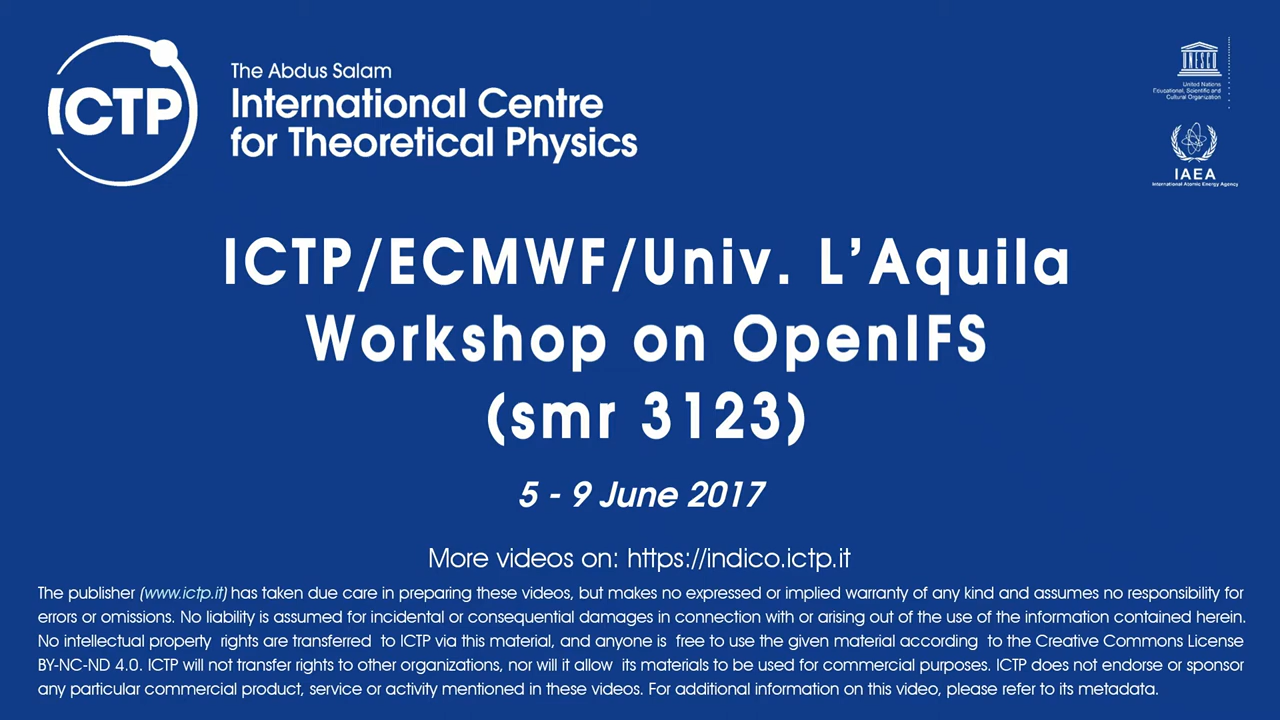 ICTP
The Abdus Salam
International Centre
for Theoretical Physics
UNESCO
United Nations
Educational, Scientific and
Cultural Organization
IAEA
International Atomic Energy Agency
ICTP/ECMWF/Univ. L’Aquila
Workshop on OpenIFS
(smr 3123)
5 - 9 June 2017
More videos on: https://indico.ictp.it
The publisher (www.ictp.it) has taken due care in preparing these videos, but makes no expressed or implied warranty of any kind and assumes no responsibility for
errors or omissions. No liability is assumed for incidental or consequential damages in connection with or arising out of the use of the information contained herein.
No intellectual property rights are transferred to ICTP via this material, and anyone is free to use the given material according to the Creative Commons License
BY-NC-ND 4.0. ICTP will not transfer rights to other organizations, nor will it allow its materials to be used for commercial purposes. ICTP does not endorse or sponsor
any particular commercial product, service or activity mentioned in these videos. For additional information on this video, please refer to its metadata.